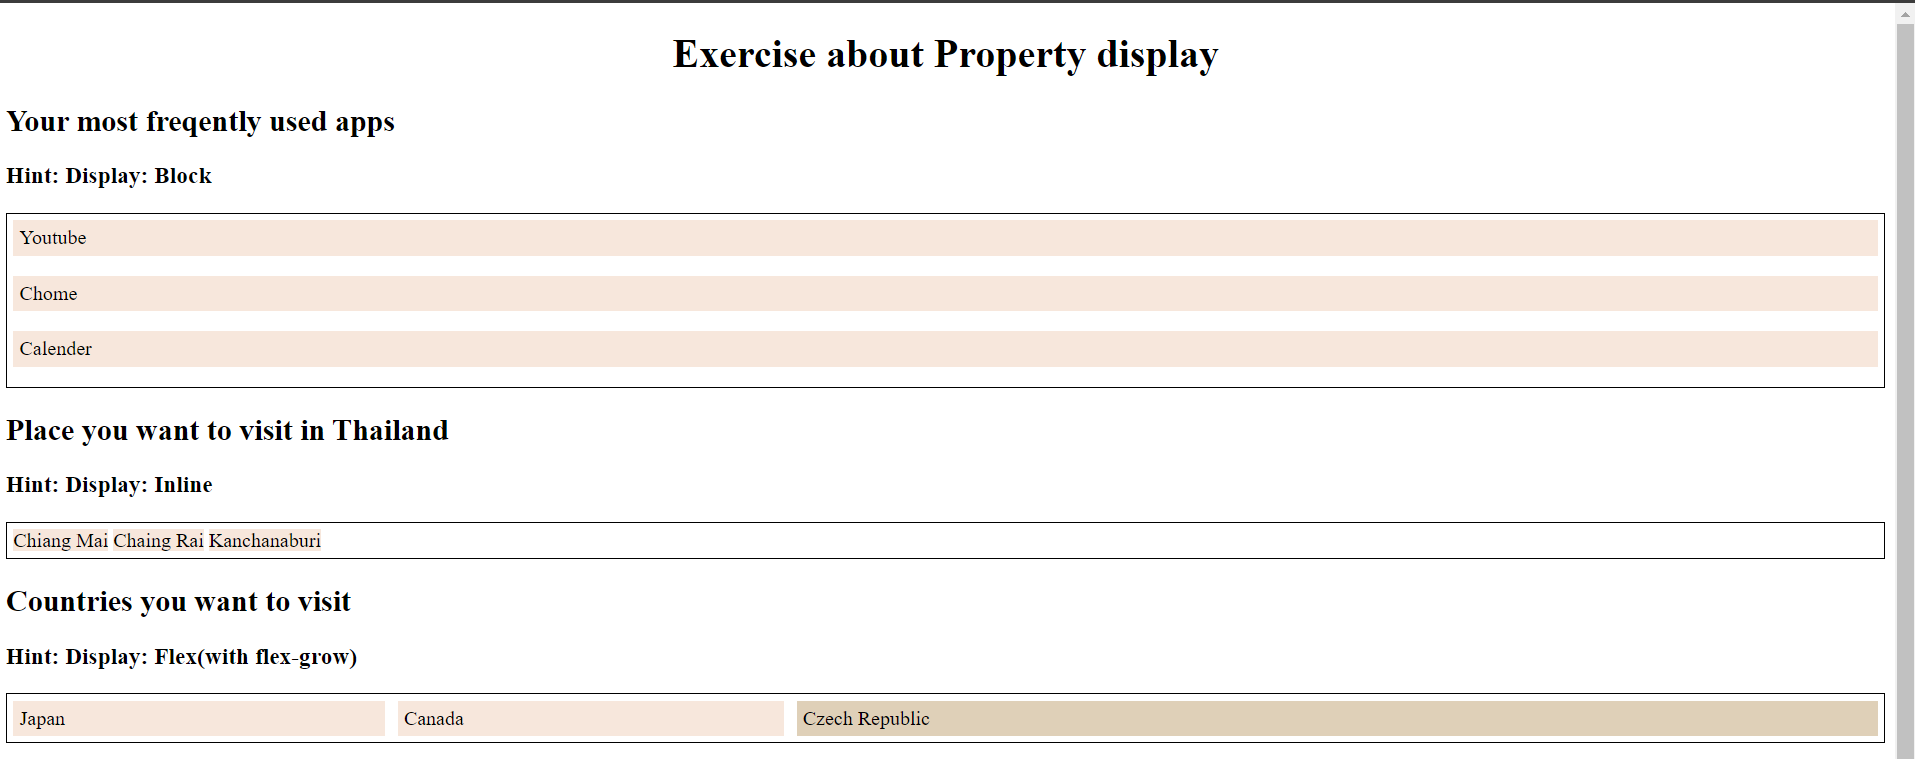 Exercise about Property display
Your most freqently used apps
Hint: Display: Block
Youtube
Chome
Calender
Place you want to visit in Thailand
Hint: Display: Inline
Chiang Mai Chaing Rai Kanchanaburi
Countries you want to visit
Hint: Display: Flex(with flex-grow)
Japan Canada Czech Republic